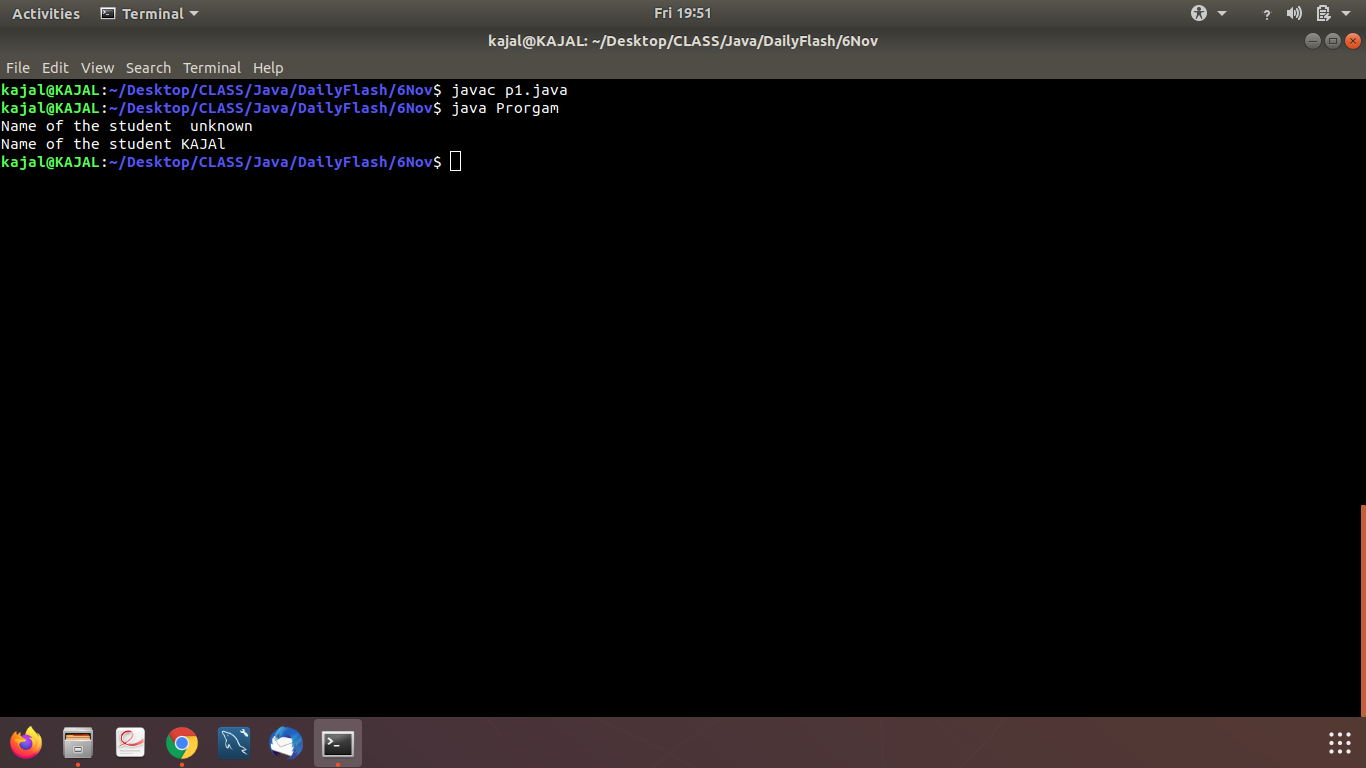 Activities Terminal Fri 19:51 ?
kajal@KAJAL: ~/Desktop/CLASS/Java/DailyFlash/6Nov
File Edit View Search Terminal Help
kajal@KAJAL:~/Desktop/CLASS/Java/DailyFlash/6Nov$ javac p1.java
kajal@KAJAL:~/Desktop/CLASS/Java/DailyFlash/6Nov$ java Prorgam
Name of the student  unknown
Name of the student KAJAl
kajal@KAJAL:~/Desktop/CLASS/Java/DailyFlash/6Nov$